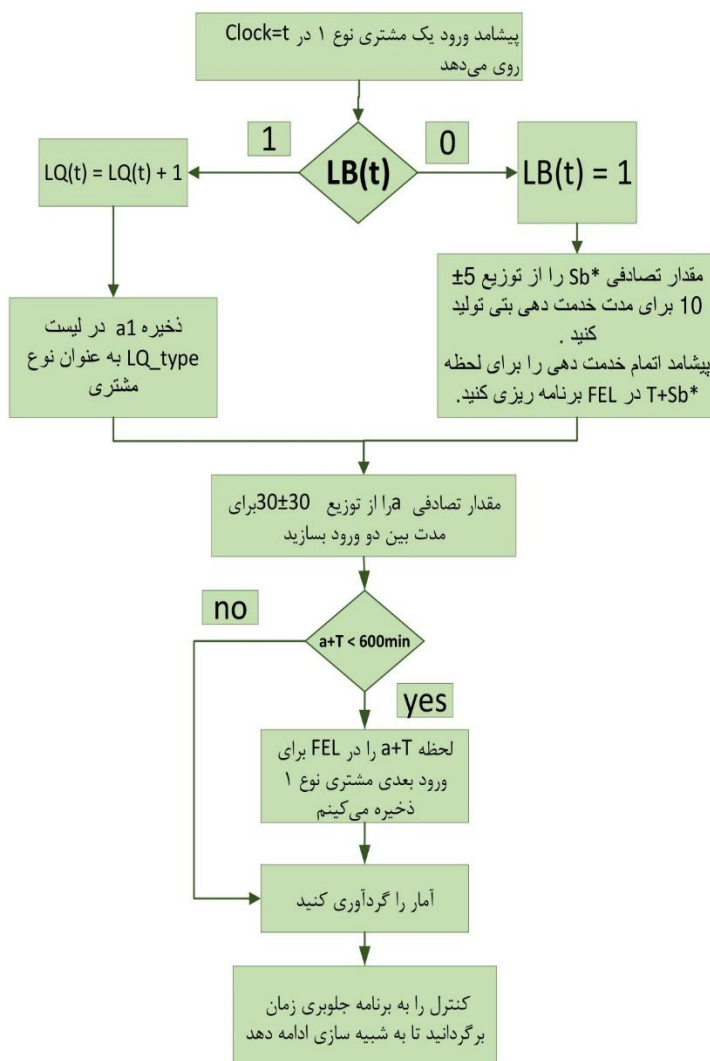 پیشامد ورود یک مشتری نوع ۱ در Clock=t
روی می‌دهد
1
0
LB(t)
LQ(t) = LQ(t) + 1
LB(t) = 1
ذخیره a1 در لیست
LQ_type به عنوان نوع
مشتری
مقدار تصادفی *Sb را از توزیع 5±
10 برای مدت خدمت دهی بتی تولید
کنید .
پیشامد اتمام خدمت دهی را برای لحظه
T+Sb* در FEL برنامه ریزی کنید.
مقدار تصادفی aرا از توزیع 30±30برای
مدت بین دو ورود بسازید
no
a+T < 600min
yes
لحظه a+T را در FEL برای
ورود بعدی مشتری نوع ۱
ذخیره می‌کینم
آمار را گردآوری کنید
کنترل را به برنامه جلوبری زمان
برگردانید تا به شبیه سازی ادامه دهد